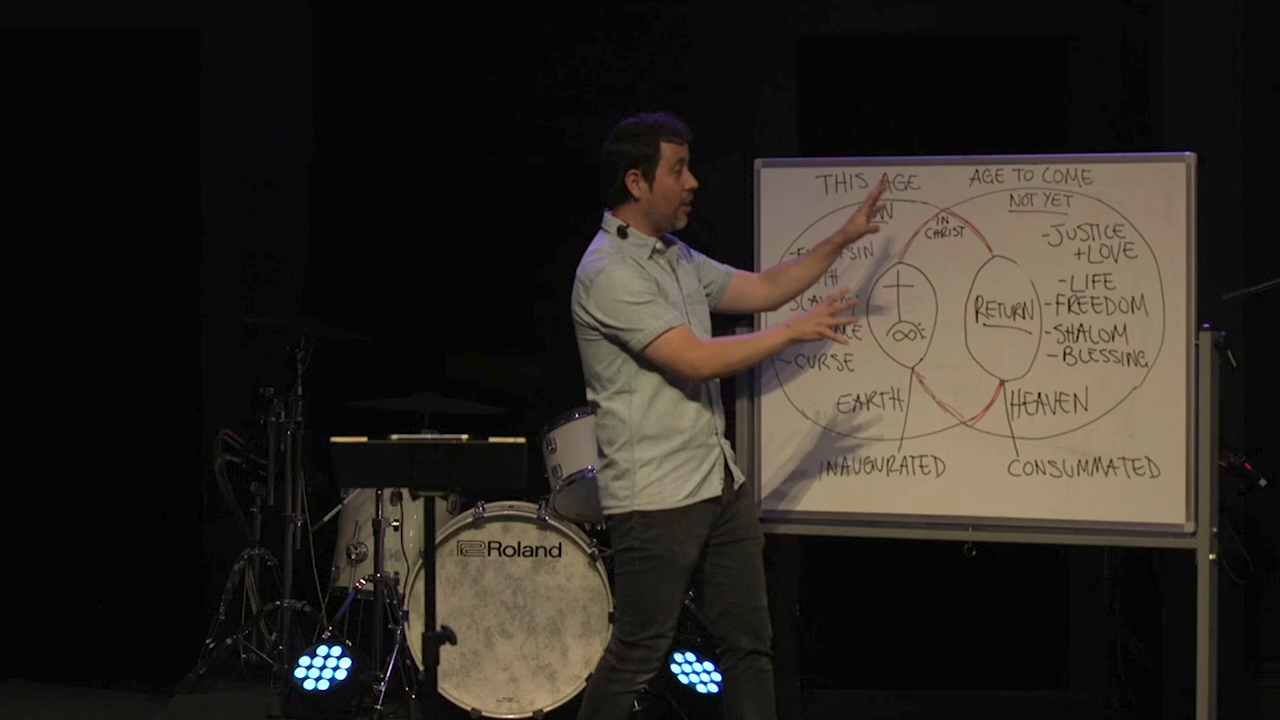 THIS AGE
AGE TO COME
NOT YET
IN
CHRIST
-JUSTICE
+LOVE
SIN
-LIFE
RETURN
-FREEDOM
-SHALOM
-CURSE
-BLESSING
EARTH
HEAVEN
INAUGURATED
CONSUMMATED
Roland